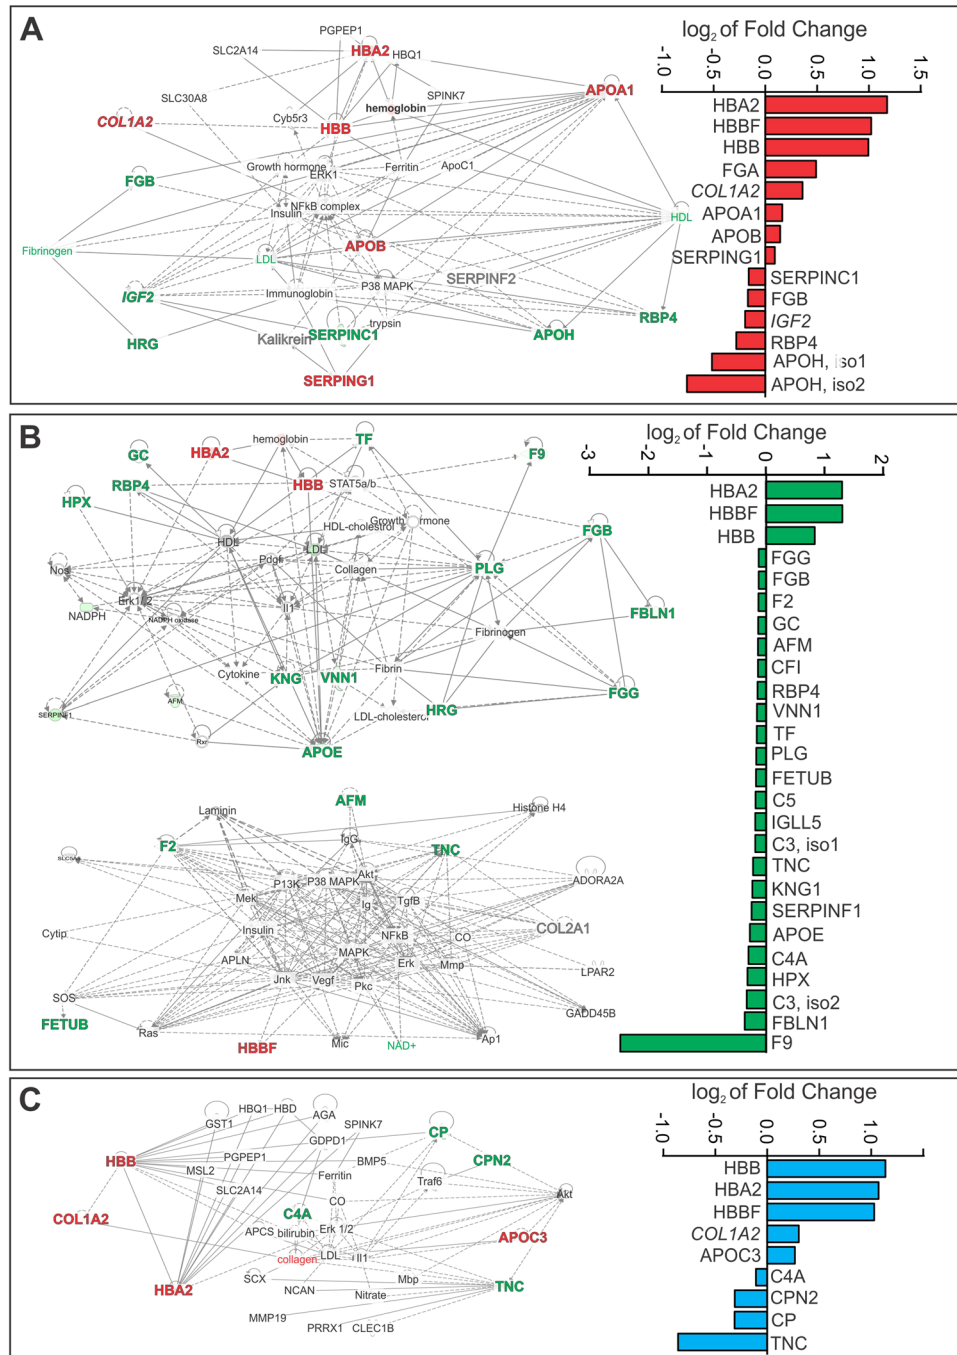 A
PGPEP1
SLC2A14
HBA2
HBQ1
SLC30A8
hemoglobin
SPINK7
APOA1
COL1A2
Cyb5r3
HBB
Growth hormone
Ferritin
ApoC1
ERK1
FGB
Insulin
NFkB complex
HDL
Fibrinogen
LDL
APOB
IGF2
Immunoglobin
P38 MAPK
SERPINF2
trypsin
RBP4
HRG
Kalikrein
SERPINC1
APOH
SERPING1
log2 of Fold Change
-1.0 -0.5 0.0 0.5 1.0 1.5
HBA2
HBBF
HBB
FGA
COL1A2
APOA1
APOB
SERPING1
SERPINC1
FGB
IGF2
RBP4
APOH, iso1
APOH, iso2
B
GC
HBA2
hemoglobin
TF
F9
HPX
RBP4
HBB
STAT5a/b
HDL-cholestrol
FGB
HDL
LDL
Pdgf
Collagen
PLG
Nos
Erk1/2
NADPH
NADPH oxidase
Il1
FBLN1
Fibrinogen
Cytokine
KNG
VNN1
Fibrin
FGG
AFM
HRG
LDL-cholesterol
Rxr
APOE
AFM
Laminin
Histone H4
F2
IgG
TNC
P13K
P38 MAPK
Akt
ADORA2A
Mek
Ig
TgfB
Cytip
Insulin
NFkB
CO
COL2A1
APLN
MAPK
Erk
Mmp
LPAR2
SOS
Jnk
Vegf
Pkc
FETUB
Ras
GADD45B
HBBF
Mic
NAD+
Ap1
log2 of Fold Change
-3 -2 -1 0 1 2
HBA2
HBBF
HBB
FGG
FGB
F2
GC
AFM
CFI
RBP4
VNN1
TF
PLG
FETUB
C5
IGLL5
C3, iso1
TNC
KNG1
SERPINF1
APOE
C4A
HPX
C3, iso2
FBLN1
F9
C
GST1
HBQ1
HBD
AGA
SPINK7
CP
GDPD1
HBB
MSL2
PGPEP1
BMP5
CPN2
SLC2A14
Ferritin
Traf6
CO
Akt
COL1A2
C4A
APCS
bilirubin
Erk 1/2
APOC3
collagen
LDL
Il1
HBA2
SCX
NCAN
Nitrate
Mbp
TNC
MMP19
PRRX1
CLEC1B
log2 of Fold Change
-1.0 -0.5 0.0 0.5 1.0
HBB
HBA2
HBBF
COL1A2
APOC3
C4A
CPN2
CP
TNC